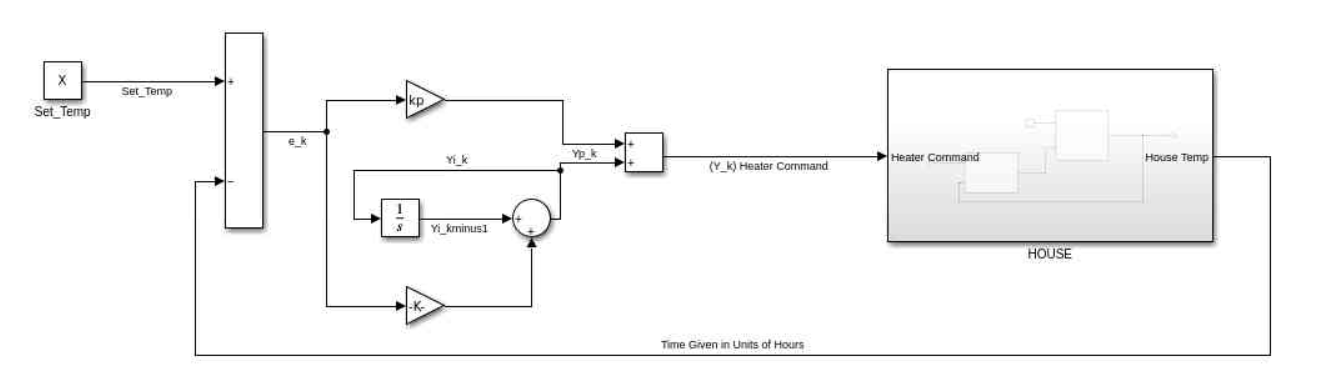 X
Set_Temp
Set_Temp
+
−
e_k
kp
Yi_k
Yp_k
+
+
1
s
Yi_kminus1
+
+
-K-
(Y_k) Heater Command
Heater Command
House Temp
HOUSE
Time Given in Units of Hours